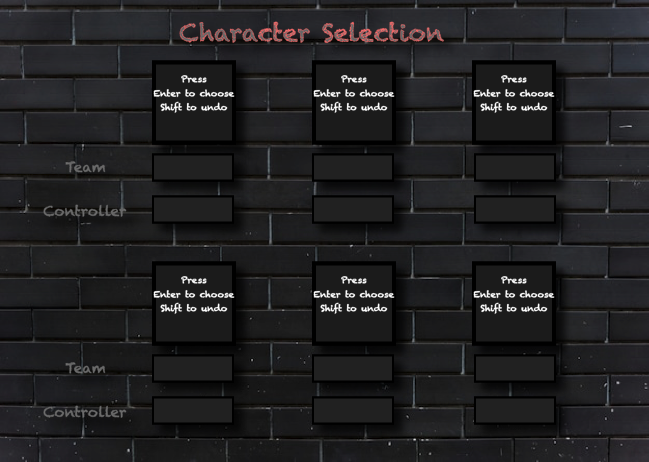 Character Selection
Press
Enter to choose
Shift to undo
Press
Enter to choose
Shift to undo
Press
Enter to choose
Shift to undo
Team
Controller
Press
Enter to choose
Shift to undo
Press
Enter to choose
Shift to undo
Press
Enter to choose
Shift to undo
Team
Controller